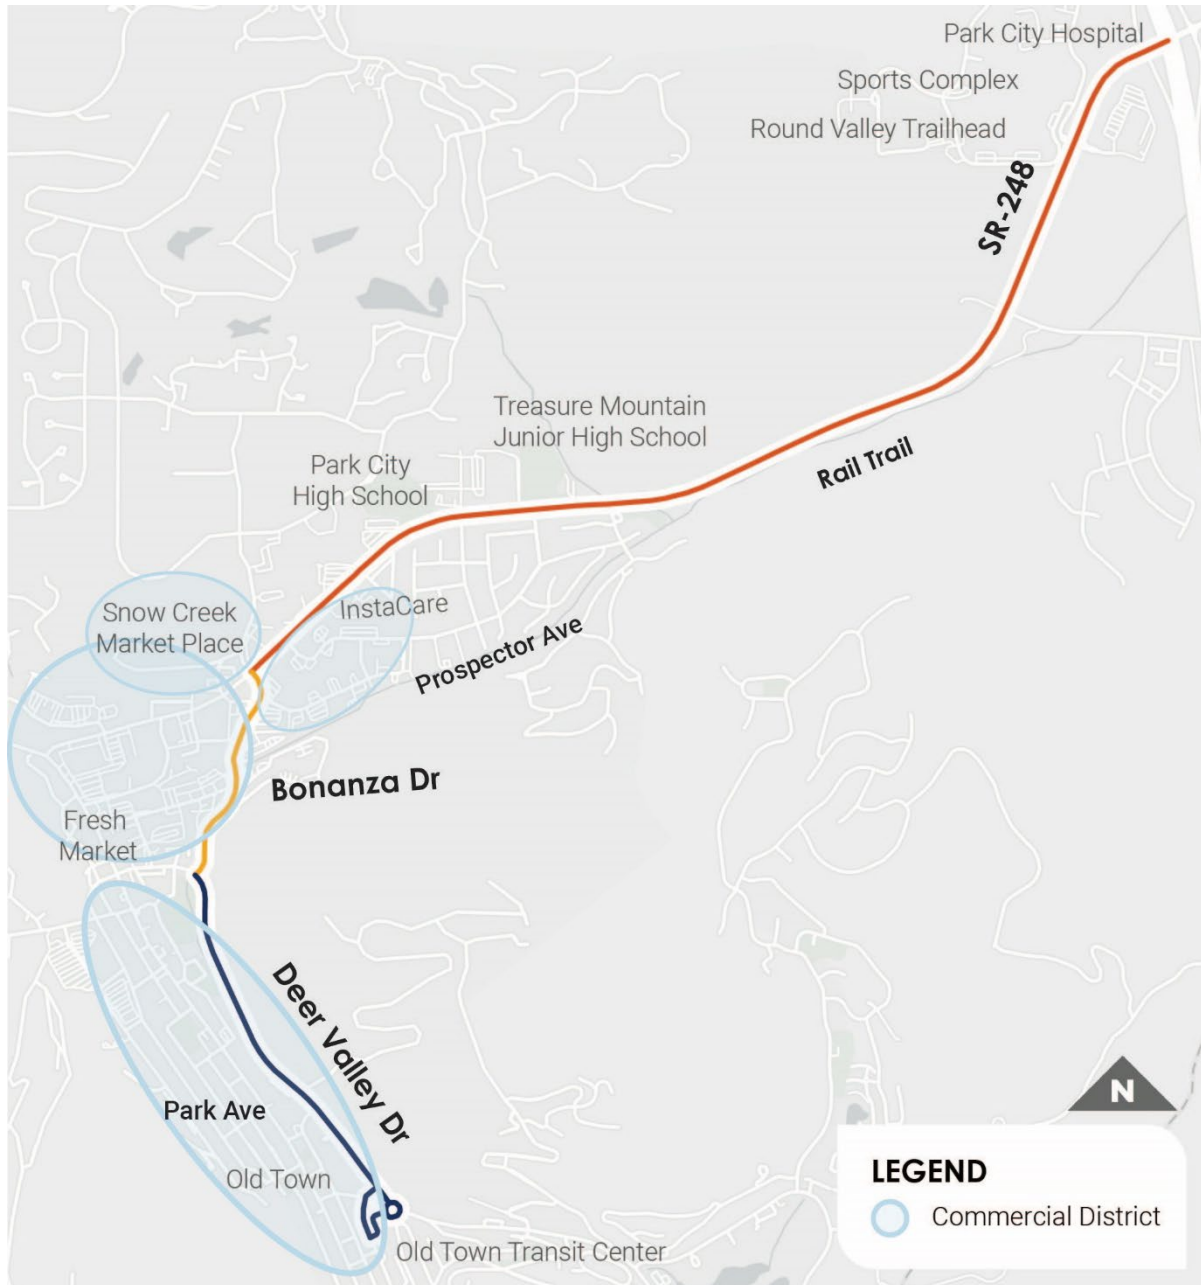 Park City Hospital
Sports Complex
Round Valley Trailhead
SR-248
Treasure Mountain
Junior High School
Rail Trail
Park City
High School
InstaCare
Snow Creek
Market Place
Prospector Ave
Bonanza Dr
Fresh
Market
Deer Valley Dr
Park Ave
Old Town
Old Town Transit Center
N
LEGEND
Commercial District